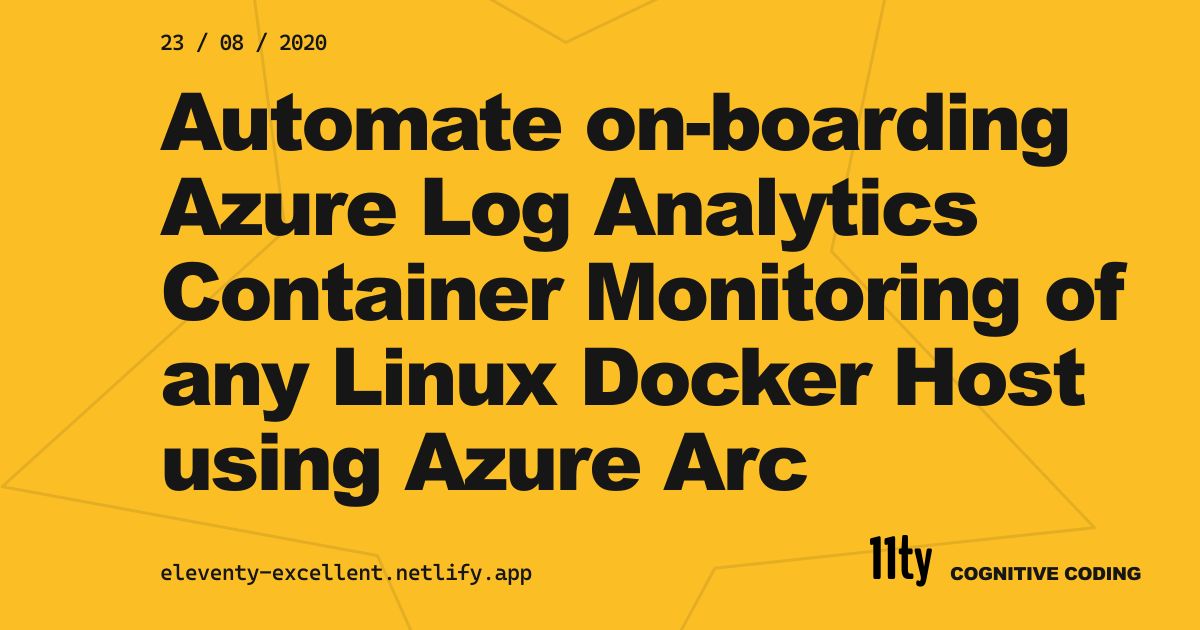 23 / 08 / 2020
Automate on-boarding
Azure Log Analytics
Container Monitoring of
any Linux Docker Host
using Azure Arc
eleventy-excellent.netlify.app
11ty COGNITIVE CODING